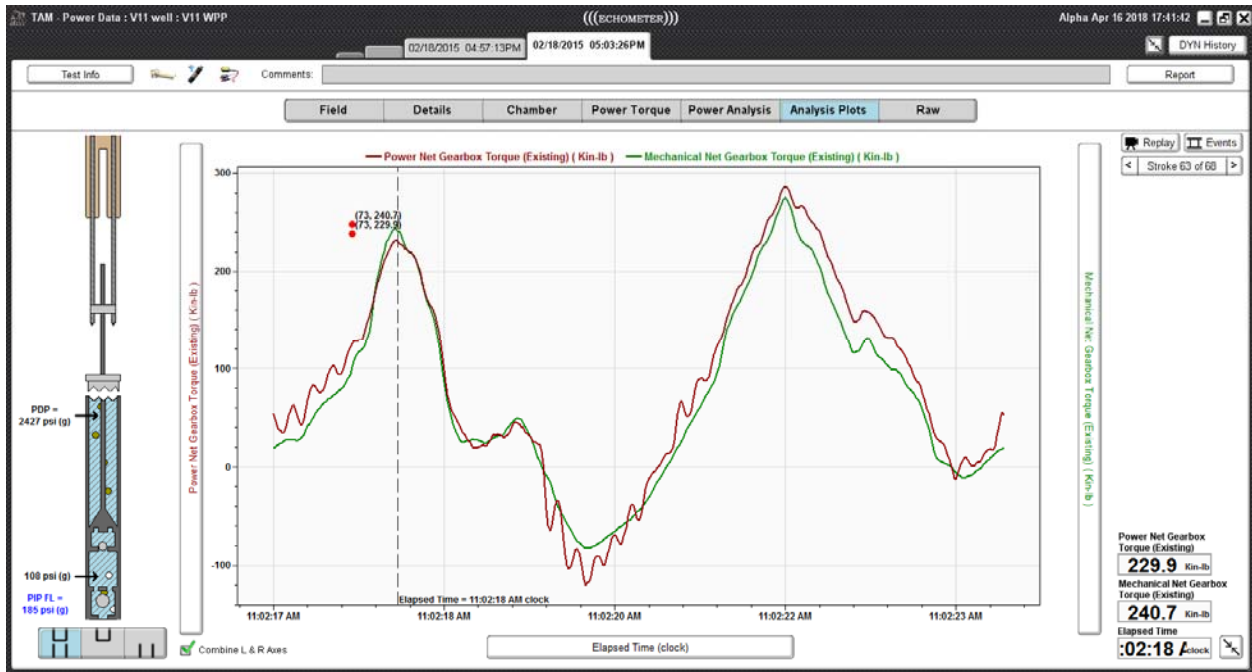 TAM - Power Data : V11 well : V11 WPP
(((ECHOMETER)))
Alpha Apr 16 2018 17:41:42
02/18/2015 04:57:13PM
02/18/2015 05:03:26PM
DYN History
Test Info
Comments:
Report
Field Details Chamber Power Torque Power Analysis Analysis Plots Raw
Replay Events
< Stroke 63 of 68 >
Power Net Gearbox Torque (Existing) ( Kin-lb ) Mechanical Net Gearbox Torque (Existing) ( Kin-lb )
300
200
100
0
-100
(73, 240.7)
(73, 229.9)
Power Net Gearbox Torque (Existing) ( Kin-lb )
Mechanical Net Gearbox Torque (Existing) ( Kin-lb )
PDP =
2427 psi (g)
108 psi (g)
PIP FL =
185 psi (g)
Elapsed Time = 11:02:18 AM clock
11:02:17 AM 11:02:18 AM 11:02:20 AM 11:02:22 AM 11:02:23 AM
Combine L & R Axes
Elapsed Time (clock)
Power Net Gearbox
Torque (Existing)
229.9 Kin-lb
Mechanical Net Gearbox
Torque (Existing)
240.7 Kin-lb
Elapsed Time
:02:18 A clock